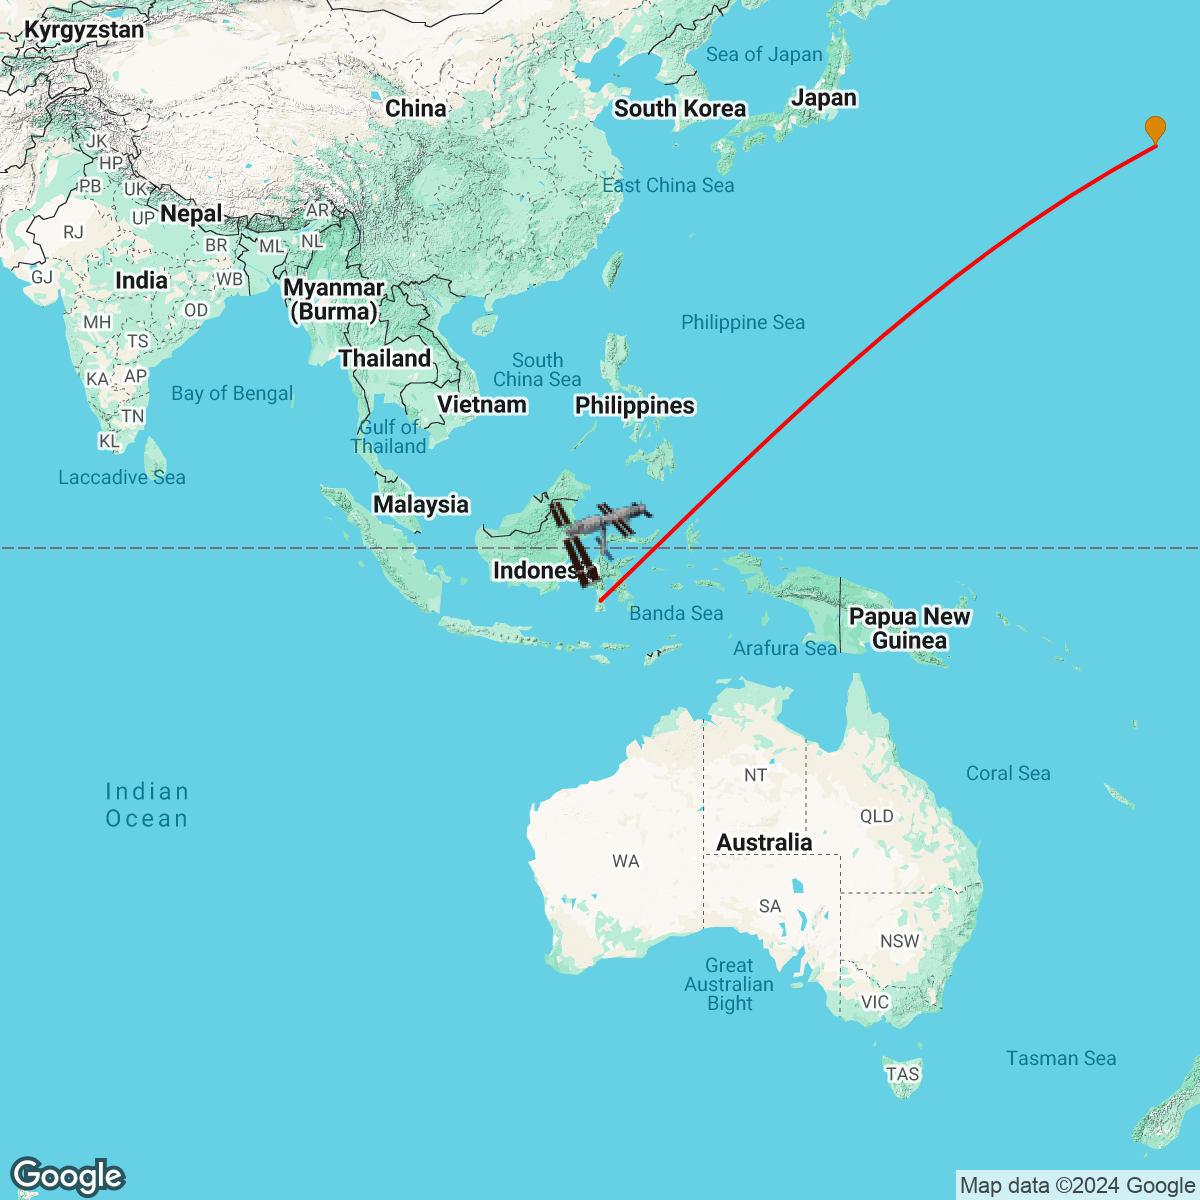 Kyrgyzstan
Sea of Japan
Japan
China
South Korea
JK
HP
PB
UK
East China Sea
Nepal
AR
UP
RJ
NL
ML
BR
GJ
India
WB
Myanmar
(Burma)
OD
MH
Philippine Sea
TS
Thailand
South
China Sea
KA
AP
Bay of Bengal
Vietnam
Philippines
TN
Gulf of
Thailand
KL
Laccadive Sea
Malaysia
Indones
Banda Sea
Papua New
Guinea
Arafura Sea
NT
Coral Sea
Indian
Ocean
QLD
Australia
WA
SA
NSW
Great
Australian
Bight
VIC
Tasman Sea
TAS
Google
Map data ©2024 Google